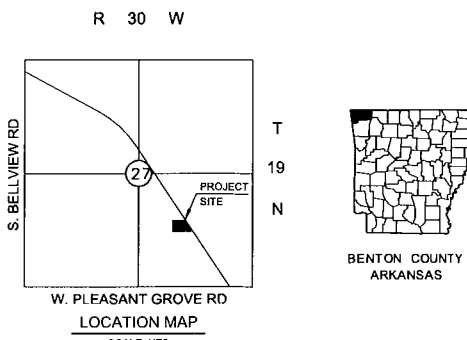 R 30 W
S. BELLVIEW RD
T
19
N
27
PROJECT
SITE
W. PLEASANT GROVE RD
LOCATION MAP
BENTON COUNTY
ARKANSAS